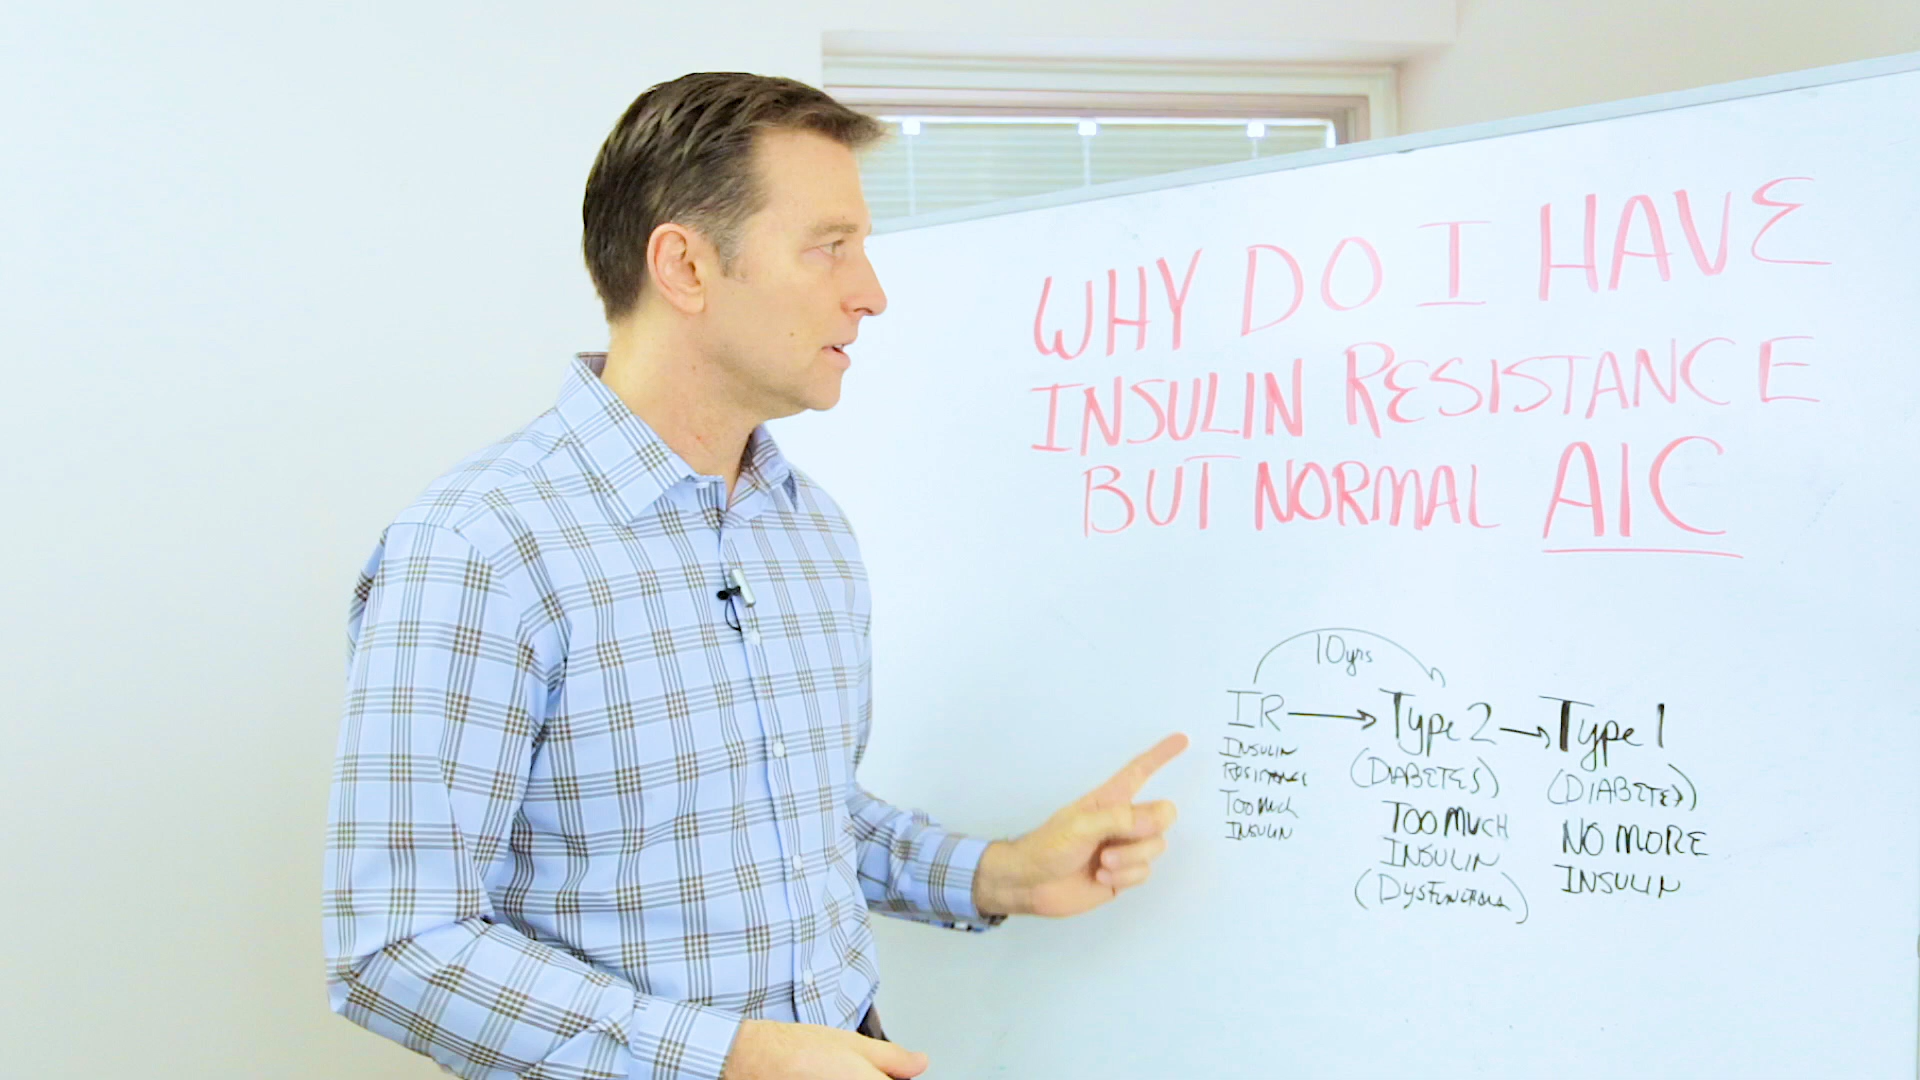 WHY DO I HAVE
INSULIN RESISTANCE
BUT NORMAL A1C
10yrs
IR → Type 2 → Type 1
INSULIN
RESISTANCE
TOO MUCH
INSULIN
(DIABETES)
TOO MUCH
INSULIN
(DYSFUNCTIONAL)
(DIABETES)
NO MORE
INSULIN